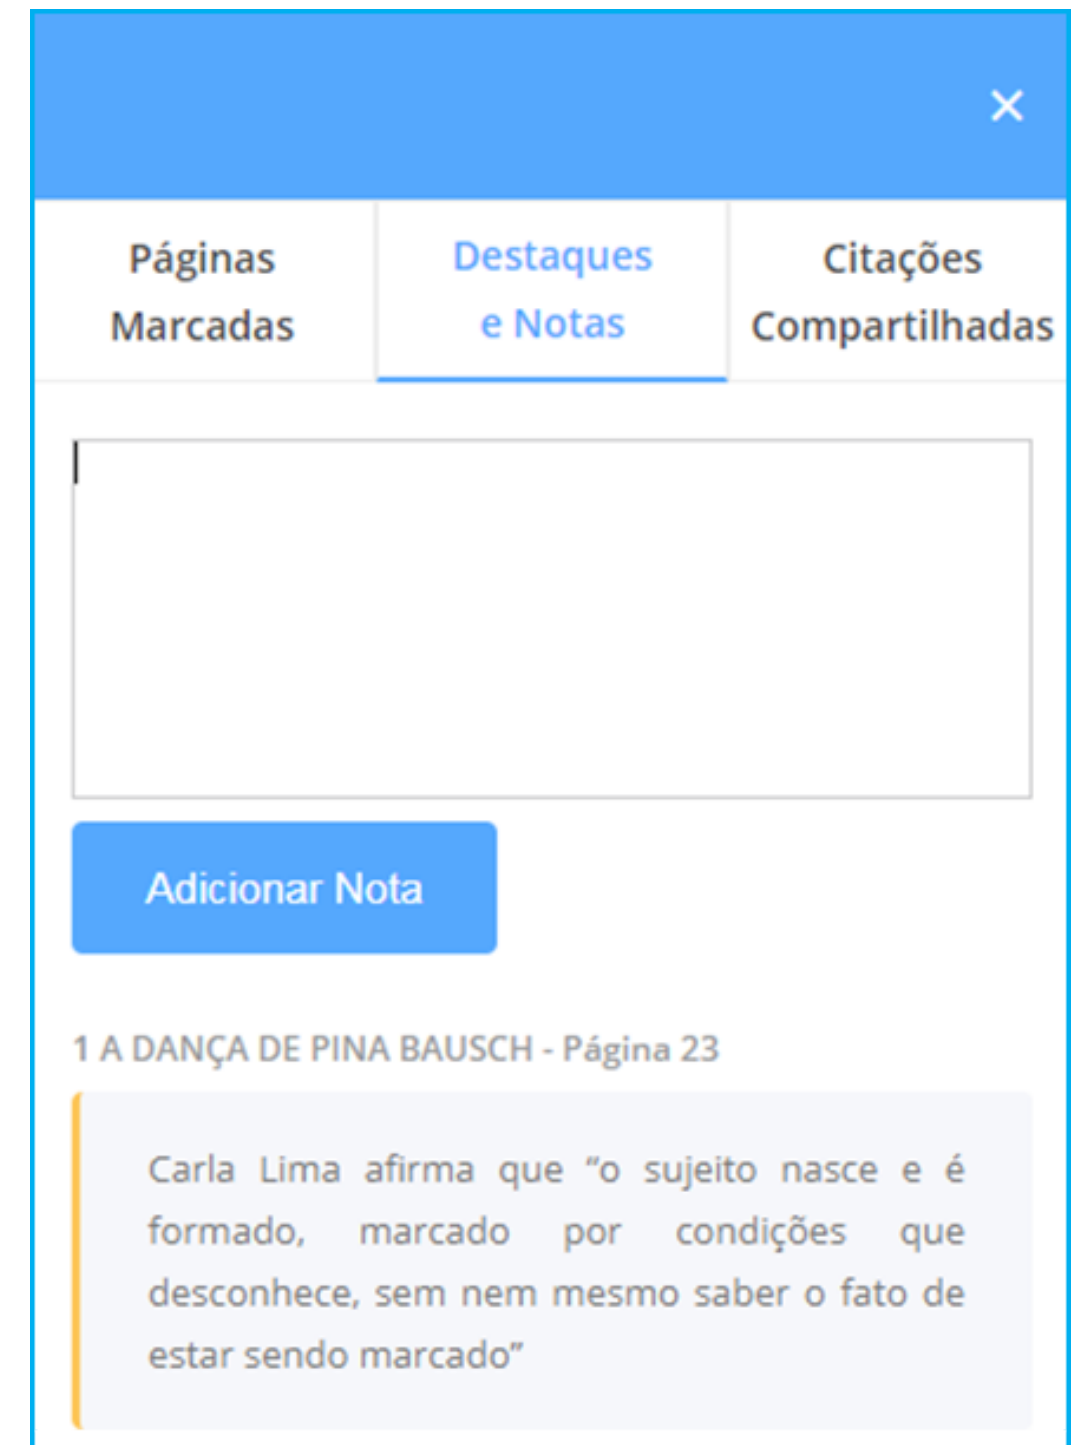 ×
Páginas Marcadas
Destaques e Notas
Citações Compartilhadas
Adicionar Nota
1 A DANÇA DE PINA BAUSCH - Página 23
Carla Lima afirma que “o sujeito nasce e é
formado, marcado por condições que
desconhece, sem nem mesmo saber o fato de
estar sendo marcado”